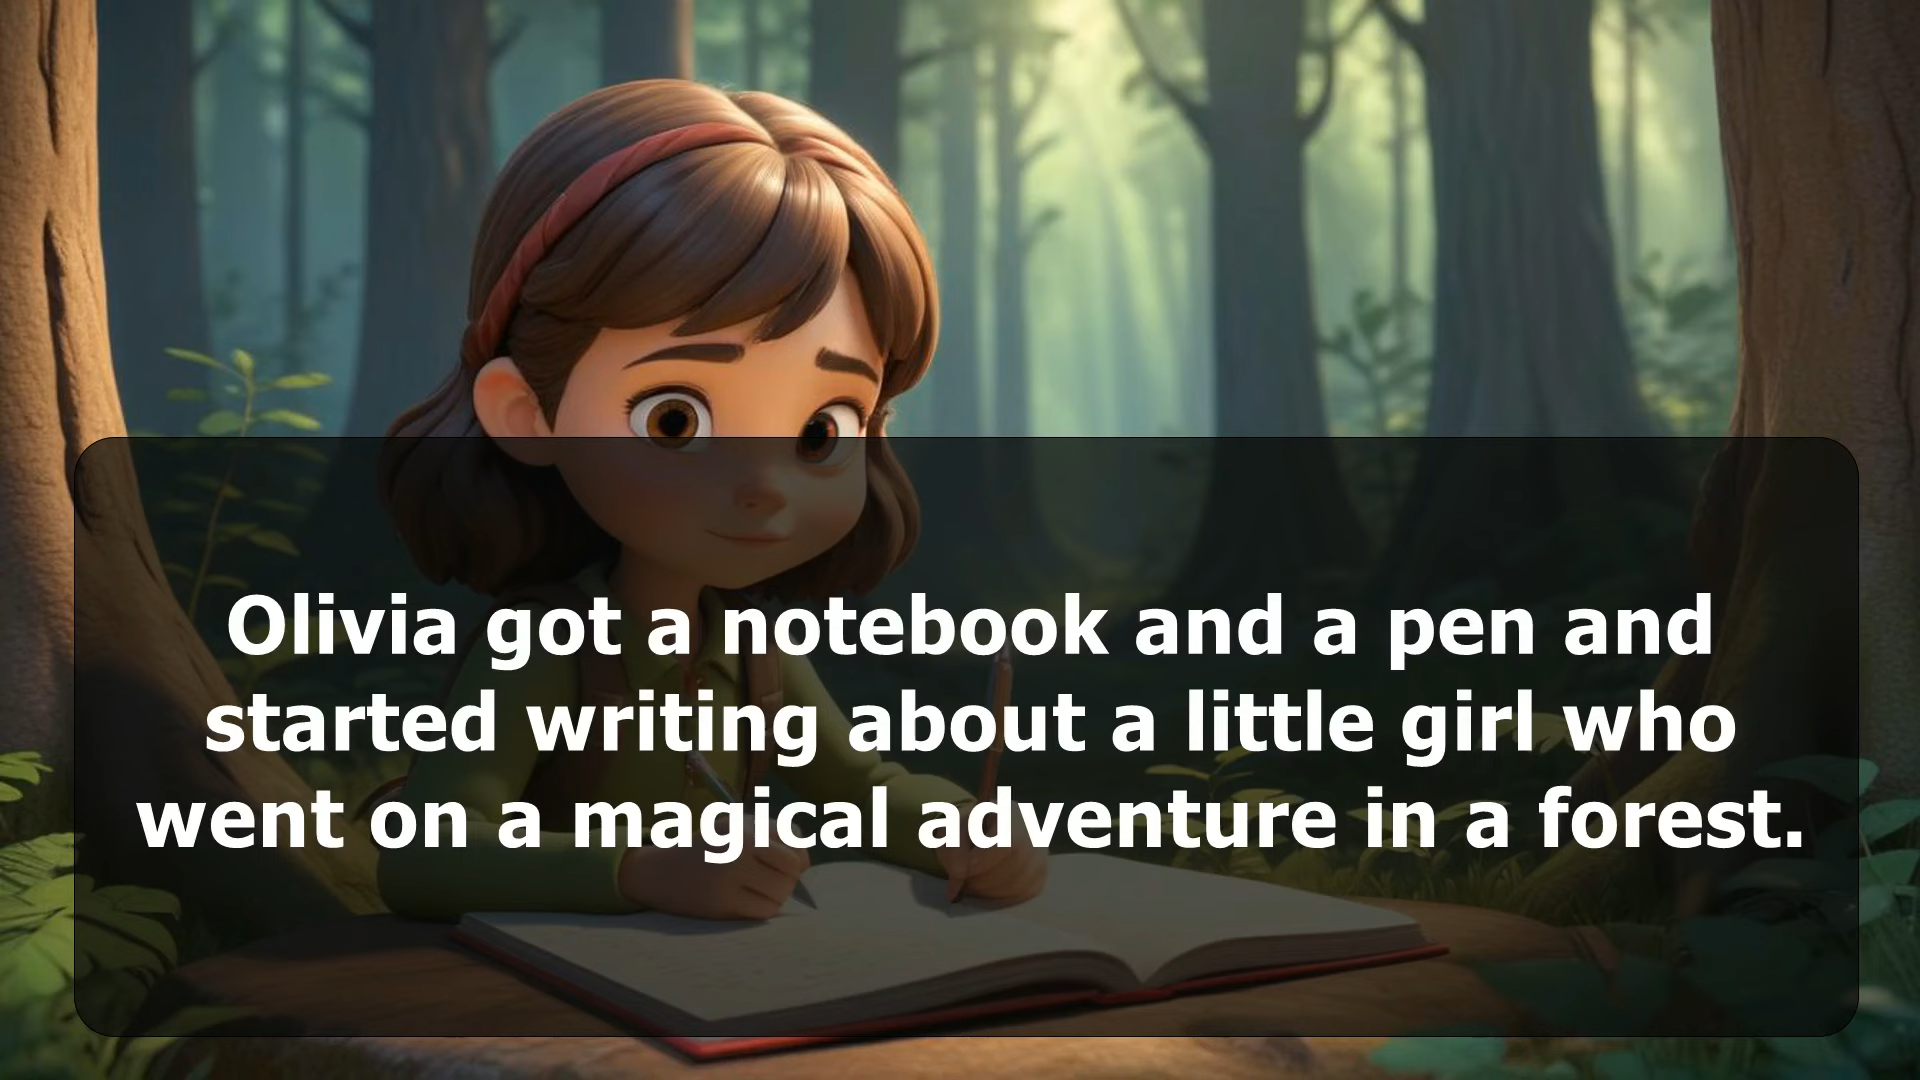 Olivia got a notebook and a pen and
started writing about a little girl who
went on a magical adventure in a forest.